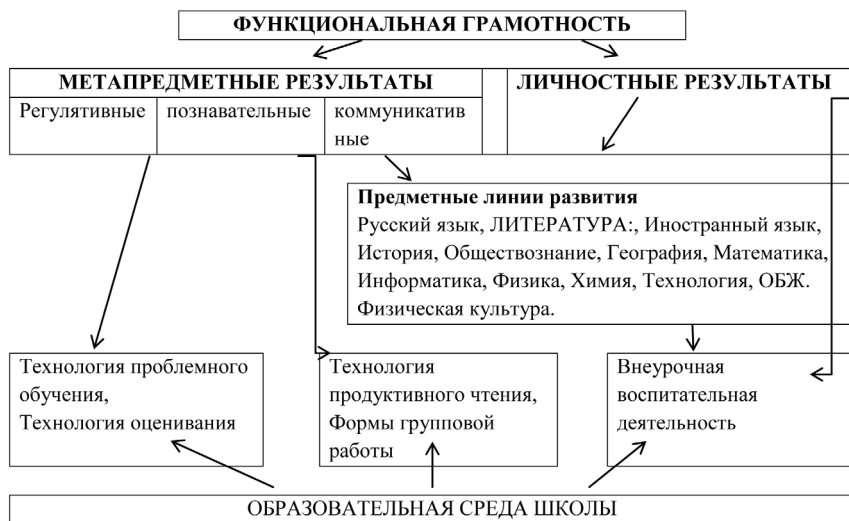 ФУНКЦИОНАЛЬНАЯ ГРАМОТНОСТЬ
МЕТАПРЕДМЕТНЫЕ РЕЗУЛЬТАТЫ
ЛИЧНОСТНЫЕ РЕЗУЛЬТАТЫ
Регулятивные
познавательные
коммуникатив
ные
Предметные линии развития
Русский язык, ЛИТЕРАТУРА:, Иностранный язык,
История, Обществознание, География, Математика,
Информатика, Физика, Химия, Технология, ОБЖ.
Физическая культура.
Технология проблемного
обучения,
Технология оценивания
Технология
продуктивного чтения,
Формы групповой
работы
Внеурочная
воспитательная
деятельность
ОБРАЗОВАТЕЛЬНАЯ СРЕДА ШКОЛЫ